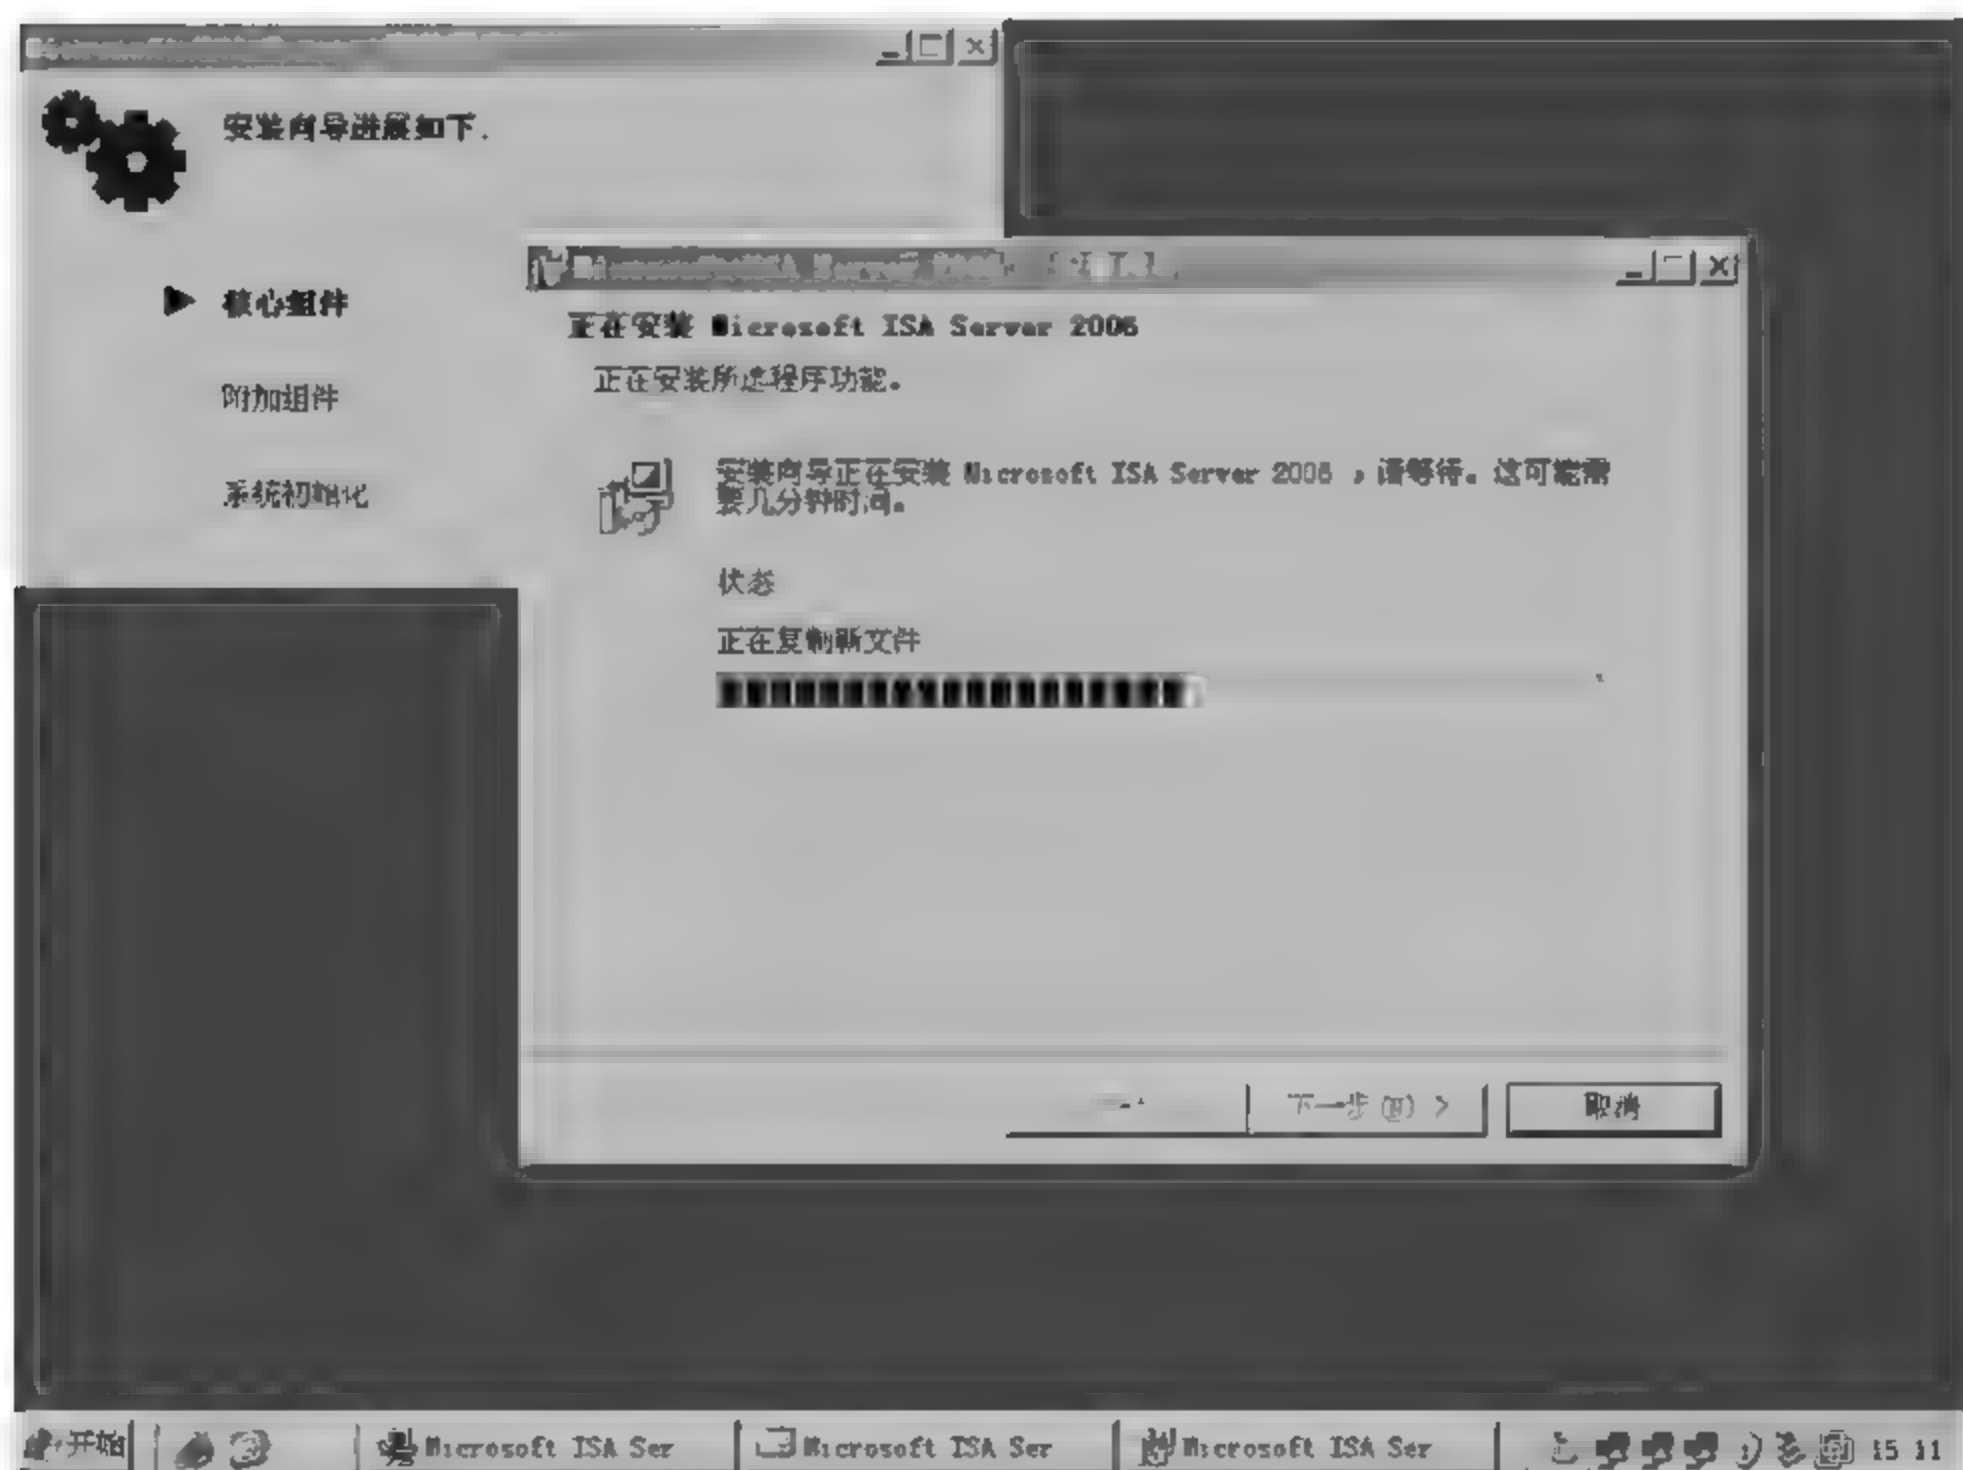 安装向导进展如下.
核心组件
附加组件
系统初始化
正在安装 Microsoft ISA Server 2006
正在安装所选程序功能。
安装向导正在安装 Microsoft ISA Server 2006 ，请等待。这可能需
要几分钟时间。
状态
正在复制新文件
下一步(N) >
取消
开始
Microsoft ISA Ser
Microsoft ISA Ser
Microsoft ISA Ser
15 11